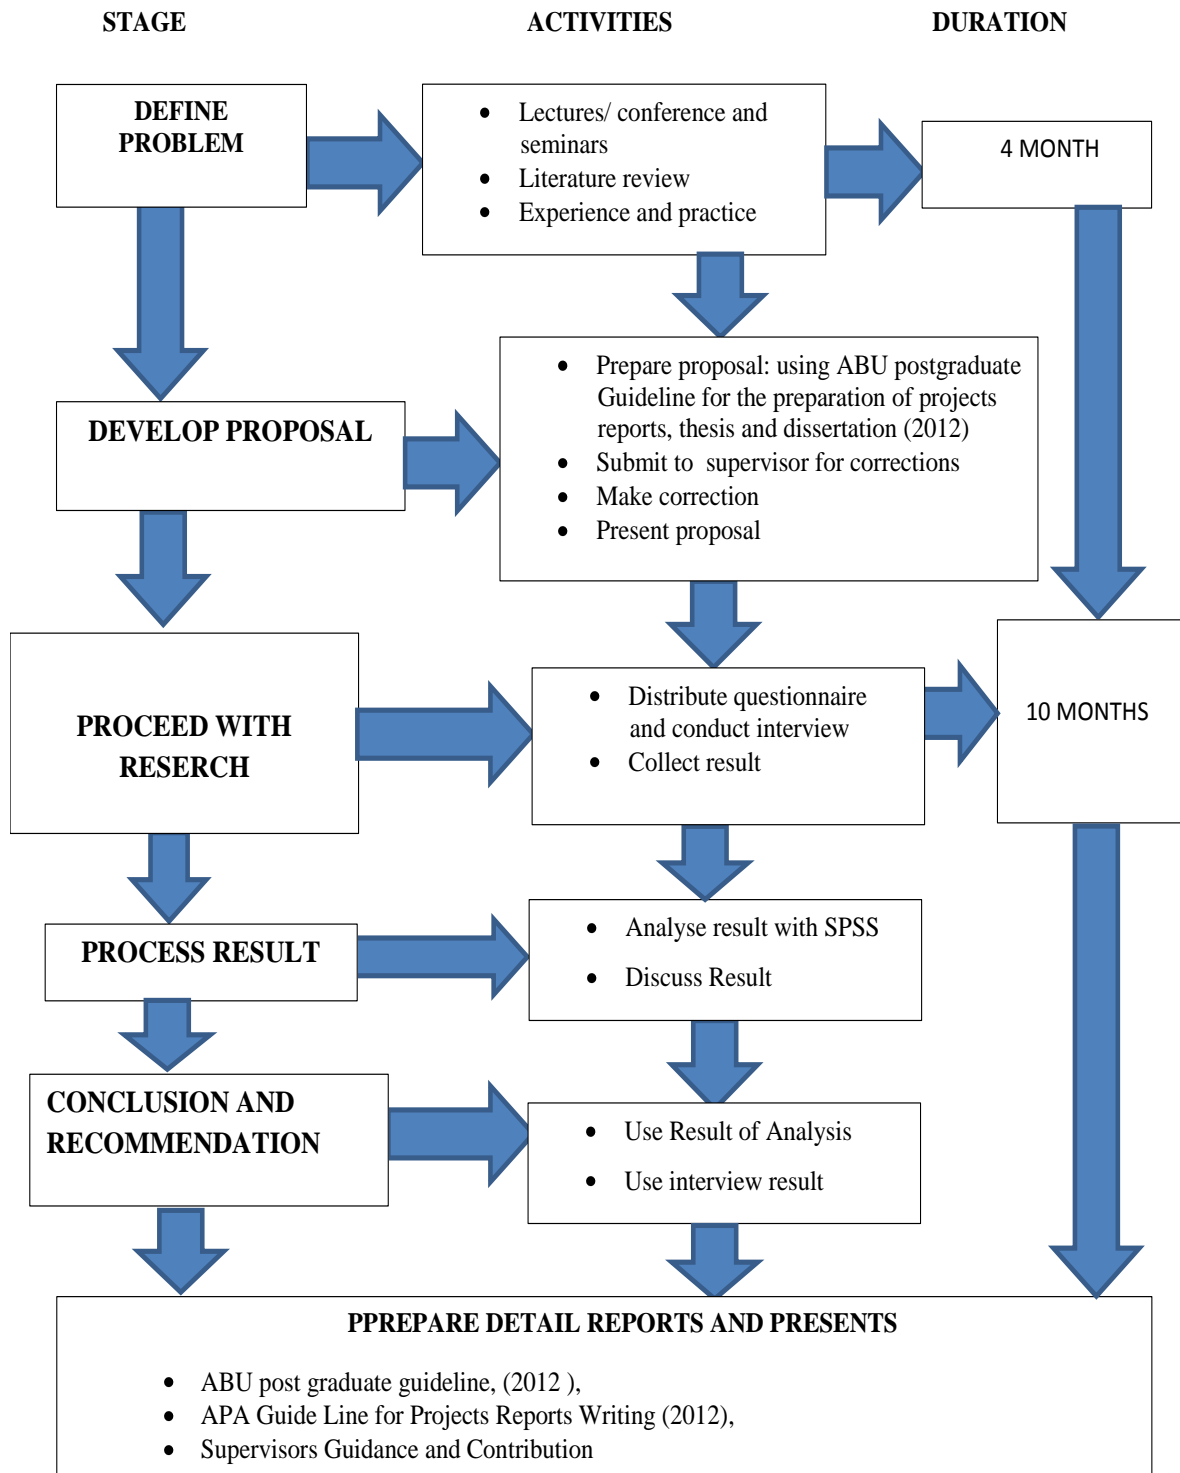 STAGE ACTIVITIES DURATION
DEFINE
PROBLEM
• Lectures/ conference and
seminars
• Literature review
• Experience and practice
4 MONTH
DEVELOP PROPOSAL
• Prepare proposal: using ABU postgraduate
Guideline for the preparation of projects
reports, thesis and dissertation (2012)
• Submit to supervisor for corrections
• Make correction
• Present proposal
PROCEED WITH
RESERCH
• Distribute questionnaire
and conduct interview
• Collect result
10 MONTHS
PROCESS RESULT
• Analyse result with SPSS
• Discuss Result
CONCLUSION AND
RECOMMENDATION
• Use Result of Analysis
• Use interview result
PPREPARE DETAIL REPORTS AND PRESENTS
• ABU post graduate guideline, (2012 ),
• APA Guide Line for Projects Reports Writing (2012),
• Supervisors Guidance and Contribution